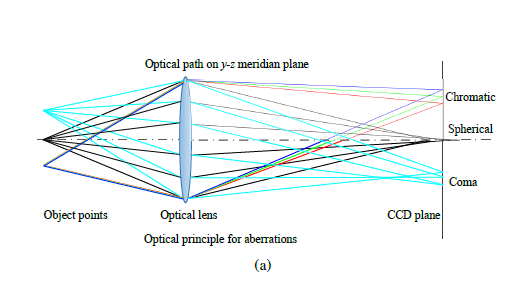 Optical path on y-z meridian plane
Chromatic
Spherical
Coma
Object points
Optical lens
CCD plane
Optical principle for aberrations
(a)